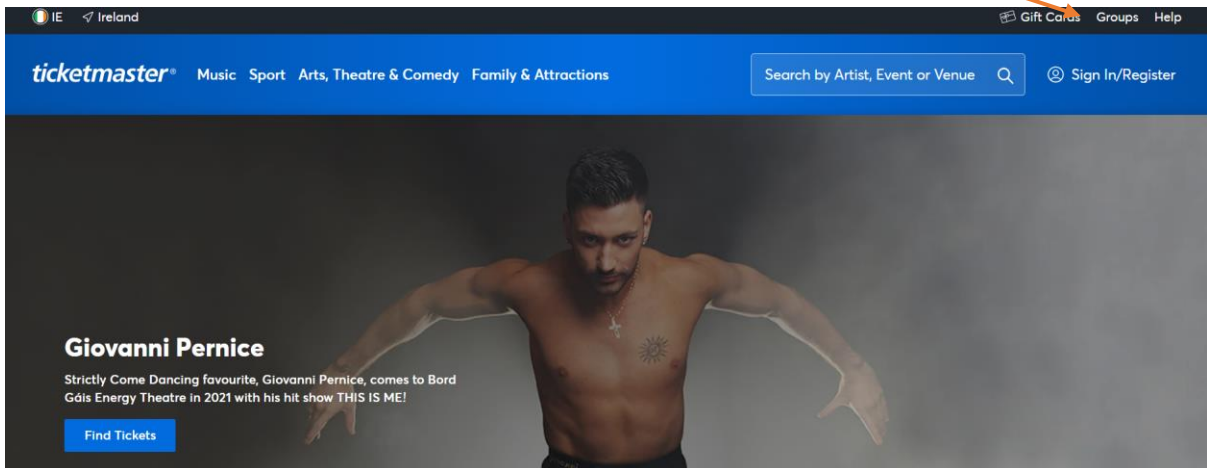 IE Ireland Gift Cards Groups Help
ticketmaster® Music Sport Arts, Theatre & Comedy Family & Attractions Search by Artist, Event or Venue Sign In/Register
Giovanni Pernice
Strictly Come Dancing favourite, Giovanni Pernice, comes to Bord
Gáis Energy Theatre in 2021 with his hit show THIS IS ME!
Find Tickets